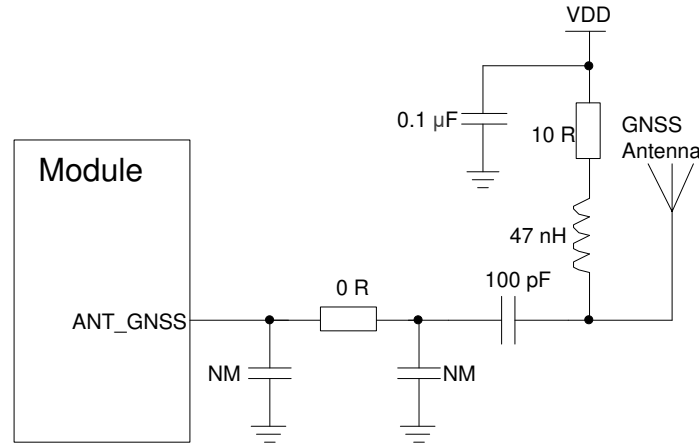 VDD
0.1 µF
10 R
GNSS
Antenna
Module
47 nH
100 pF
0 R
ANT_GNSS
NM
NM